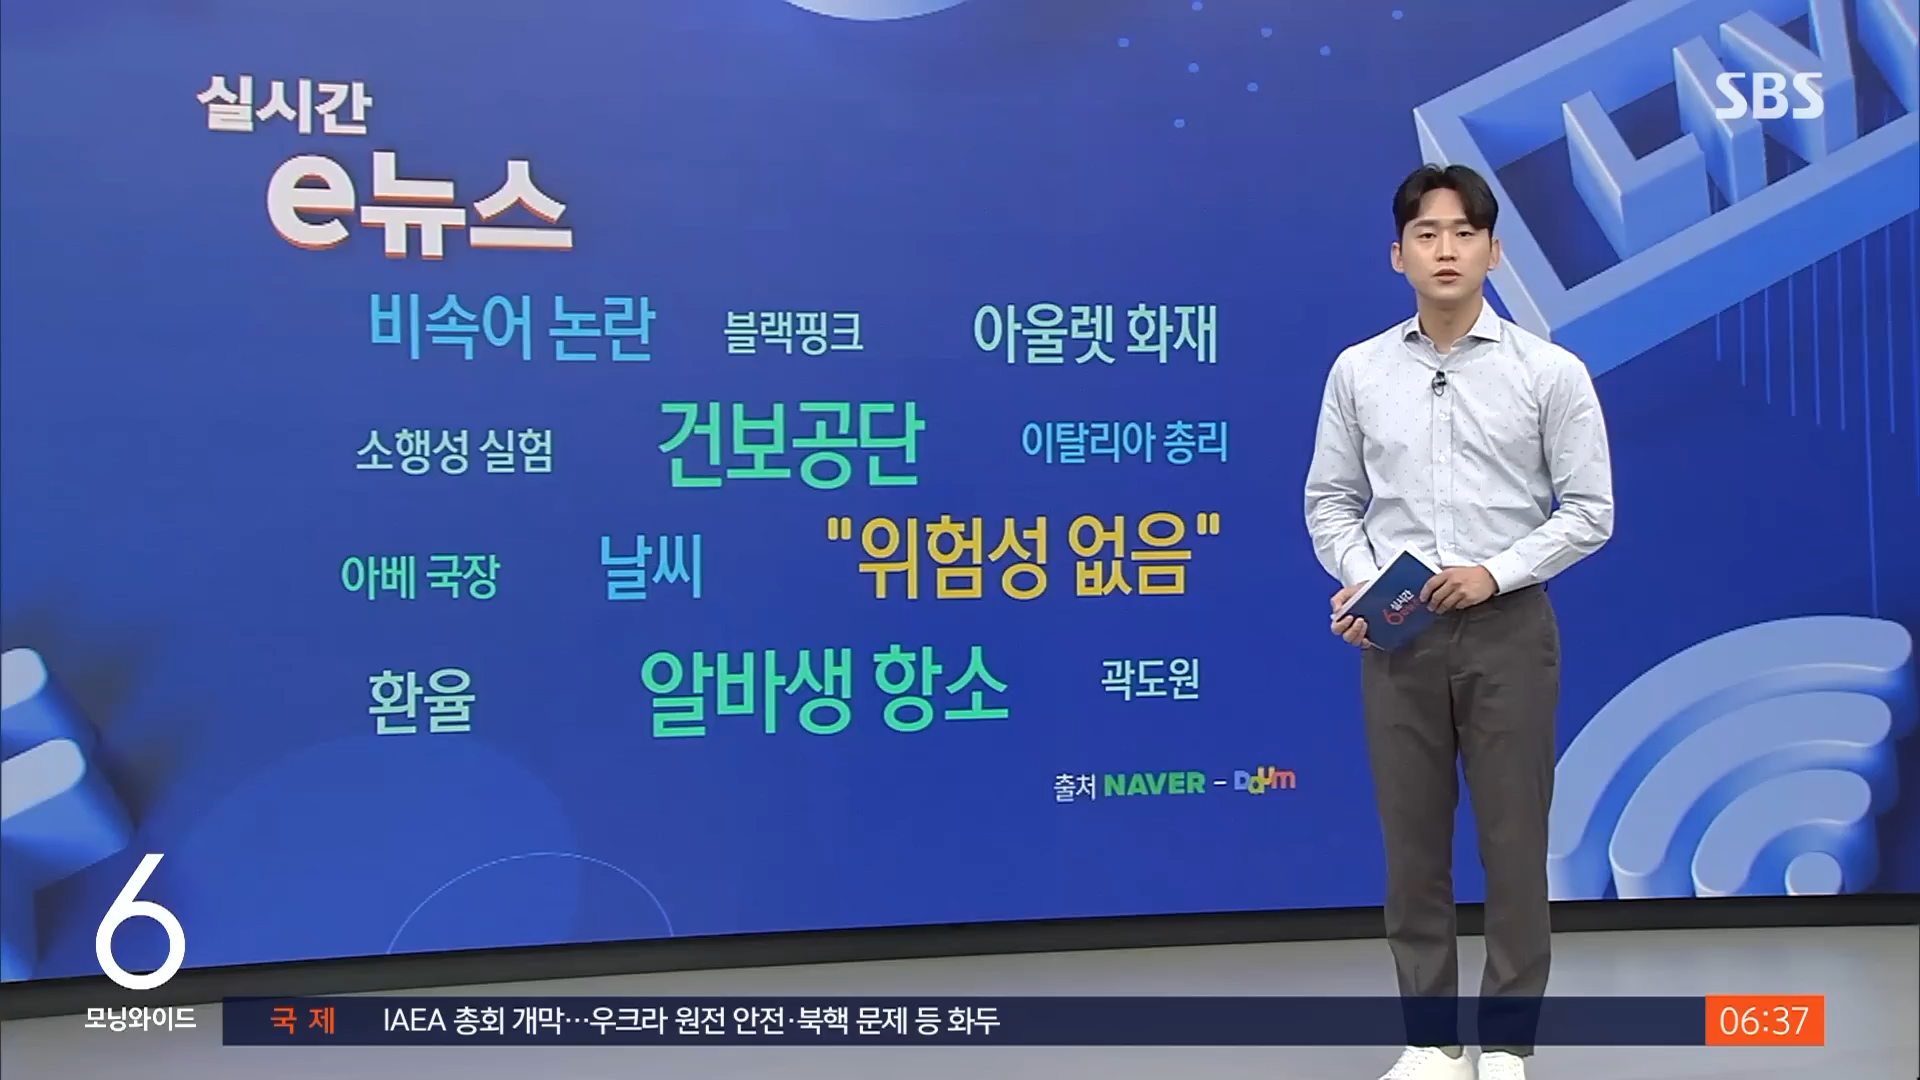 실시간
e뉴스
SBS
LIV
비속어 논란 블랙핑크 아울렛 화재
소행성 실험 건보공단 이탈리아 총리
아베 국장 날씨 "위험성 없음"
환율 알바생 항소 곽도원
출처 NAVER - Daum
실시간
6
모닝와이드
국제 IAEA 총회 개막…우크라 원전 안전·북핵 문제 등 화두
06:37